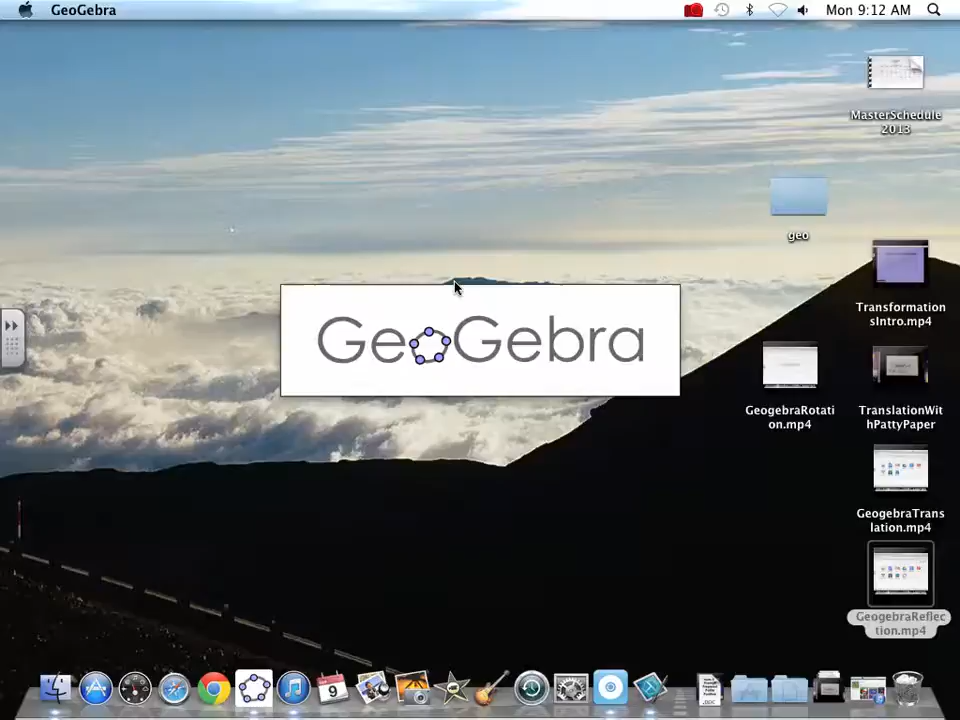 GeoGebra
Mon 9:12 AM
MasterSchedule
2013
geo
Transformation
sIntro.mp4
GeoGebra
GeogebraRotati
on.mp4
TranslationWit
hPattyPaper
GeogebraTrans
lation.mp4
GeogebraReflec
tion.mp4
9
.DOC